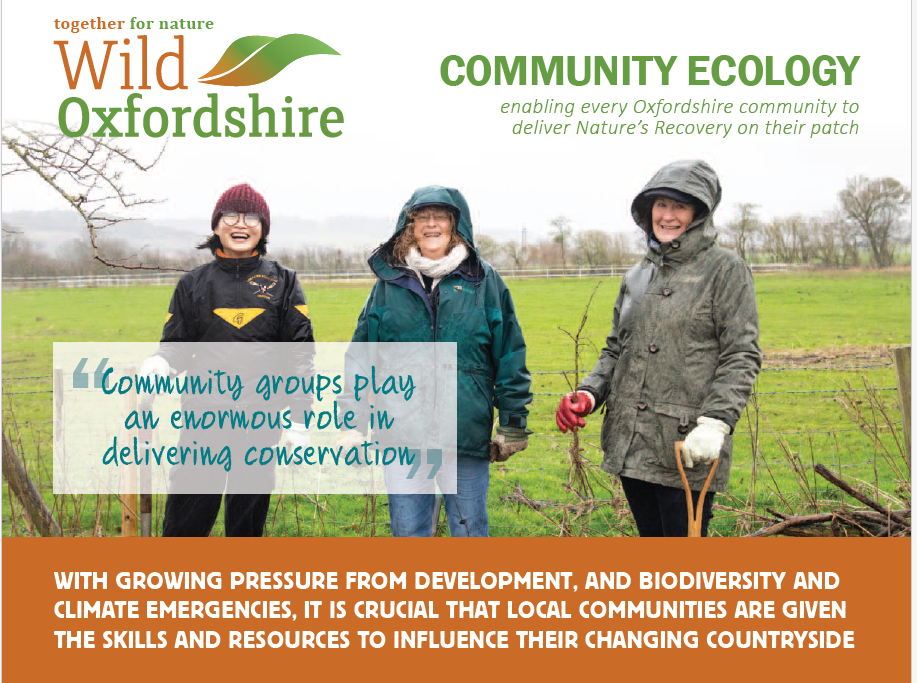 together for nature
Wild
Oxfordshire
COMMUNITY ECOLOGY
enabling every Oxfordshire community to
deliver Nature's Recovery on their patch
“Community groups play
an enormous role in
delivering conservation”
WITH GROWING PRESSURE FROM DEVELOPMENT, AND BIODIVERSITY AND
CLIMATE EMERGENCIES, IT IS CRUCIAL THAT LOCAL COMMUNITIES ARE GIVEN
THE SKILLS AND RESOURCES TO INFLUENCE THEIR CHANGING COUNTRYSIDE